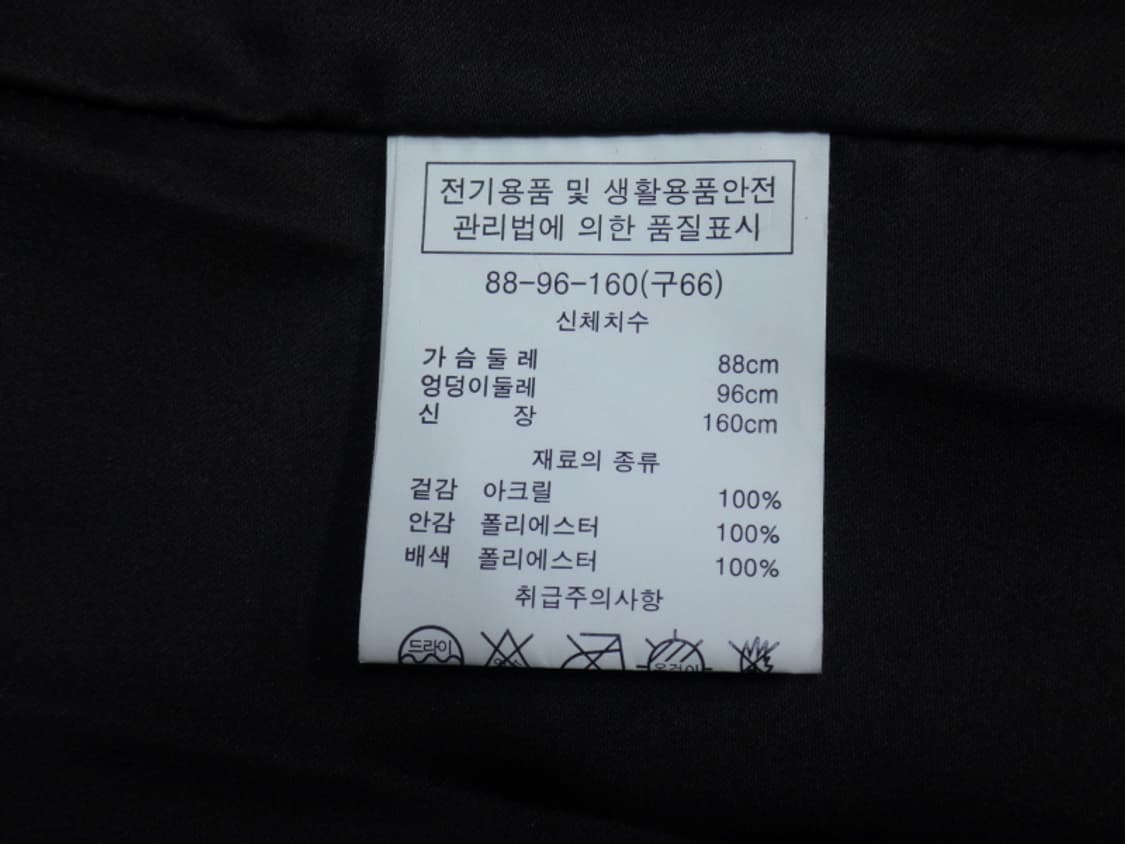 전기용품 및 생활용품안전
관리법에 의한 품질표시
88-96-160(구66)
신체치수
가 슴 둘 레 88cm
엉덩이둘레 96cm
신 장 160cm
재료의 종류
겉감 아크릴 100%
안감 폴리에스터 100%
배색 폴리에스터 100%
취급주의사항
드라이
옷걸이